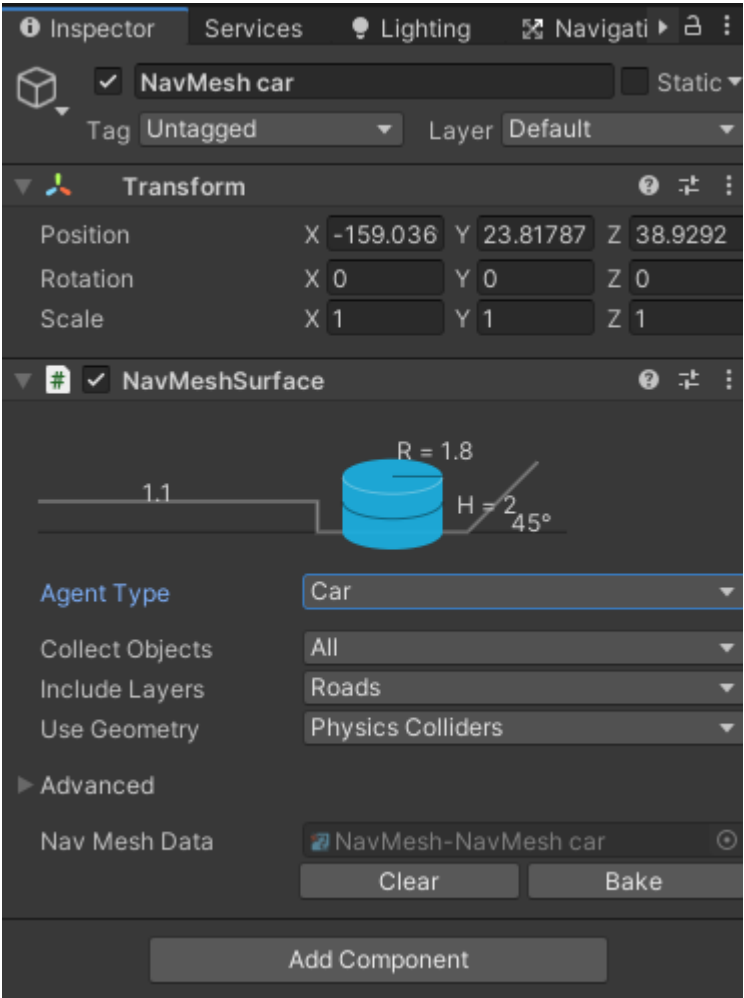 Inspector Services Lighting Navigati
NavMesh car Static
Tag Untagged Layer Default
Transform
Position X -159.036 Y 23.81787 Z 38.9292
Rotation X 0 Y 0 Z 0
Scale X 1 Y 1 Z 1
# NavMeshSurface
R = 1.8
1.1
H = 2
45°
Agent Type Car
Collect Objects All
Include Layers Roads
Use Geometry Physics Colliders
Advanced
Nav Mesh Data NavMesh-NavMesh car
Clear Bake
Add Component